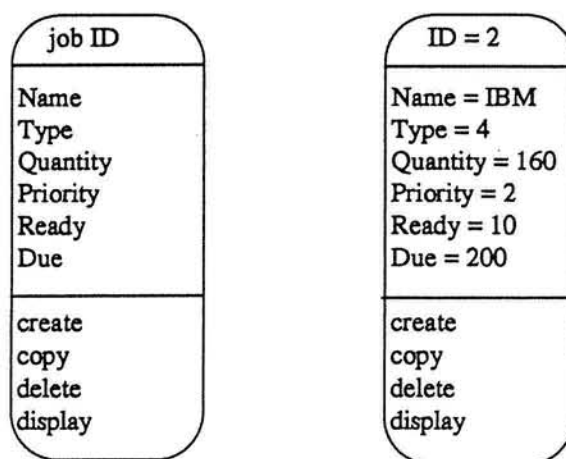 job ID
Name
Type
Quantity
Priority
Ready
Due
create
copy
delete
display
ID = 2
Name = IBM
Type = 4
Quantity = 160
Priority = 2
Ready = 10
Due = 200
create
copy
delete
display